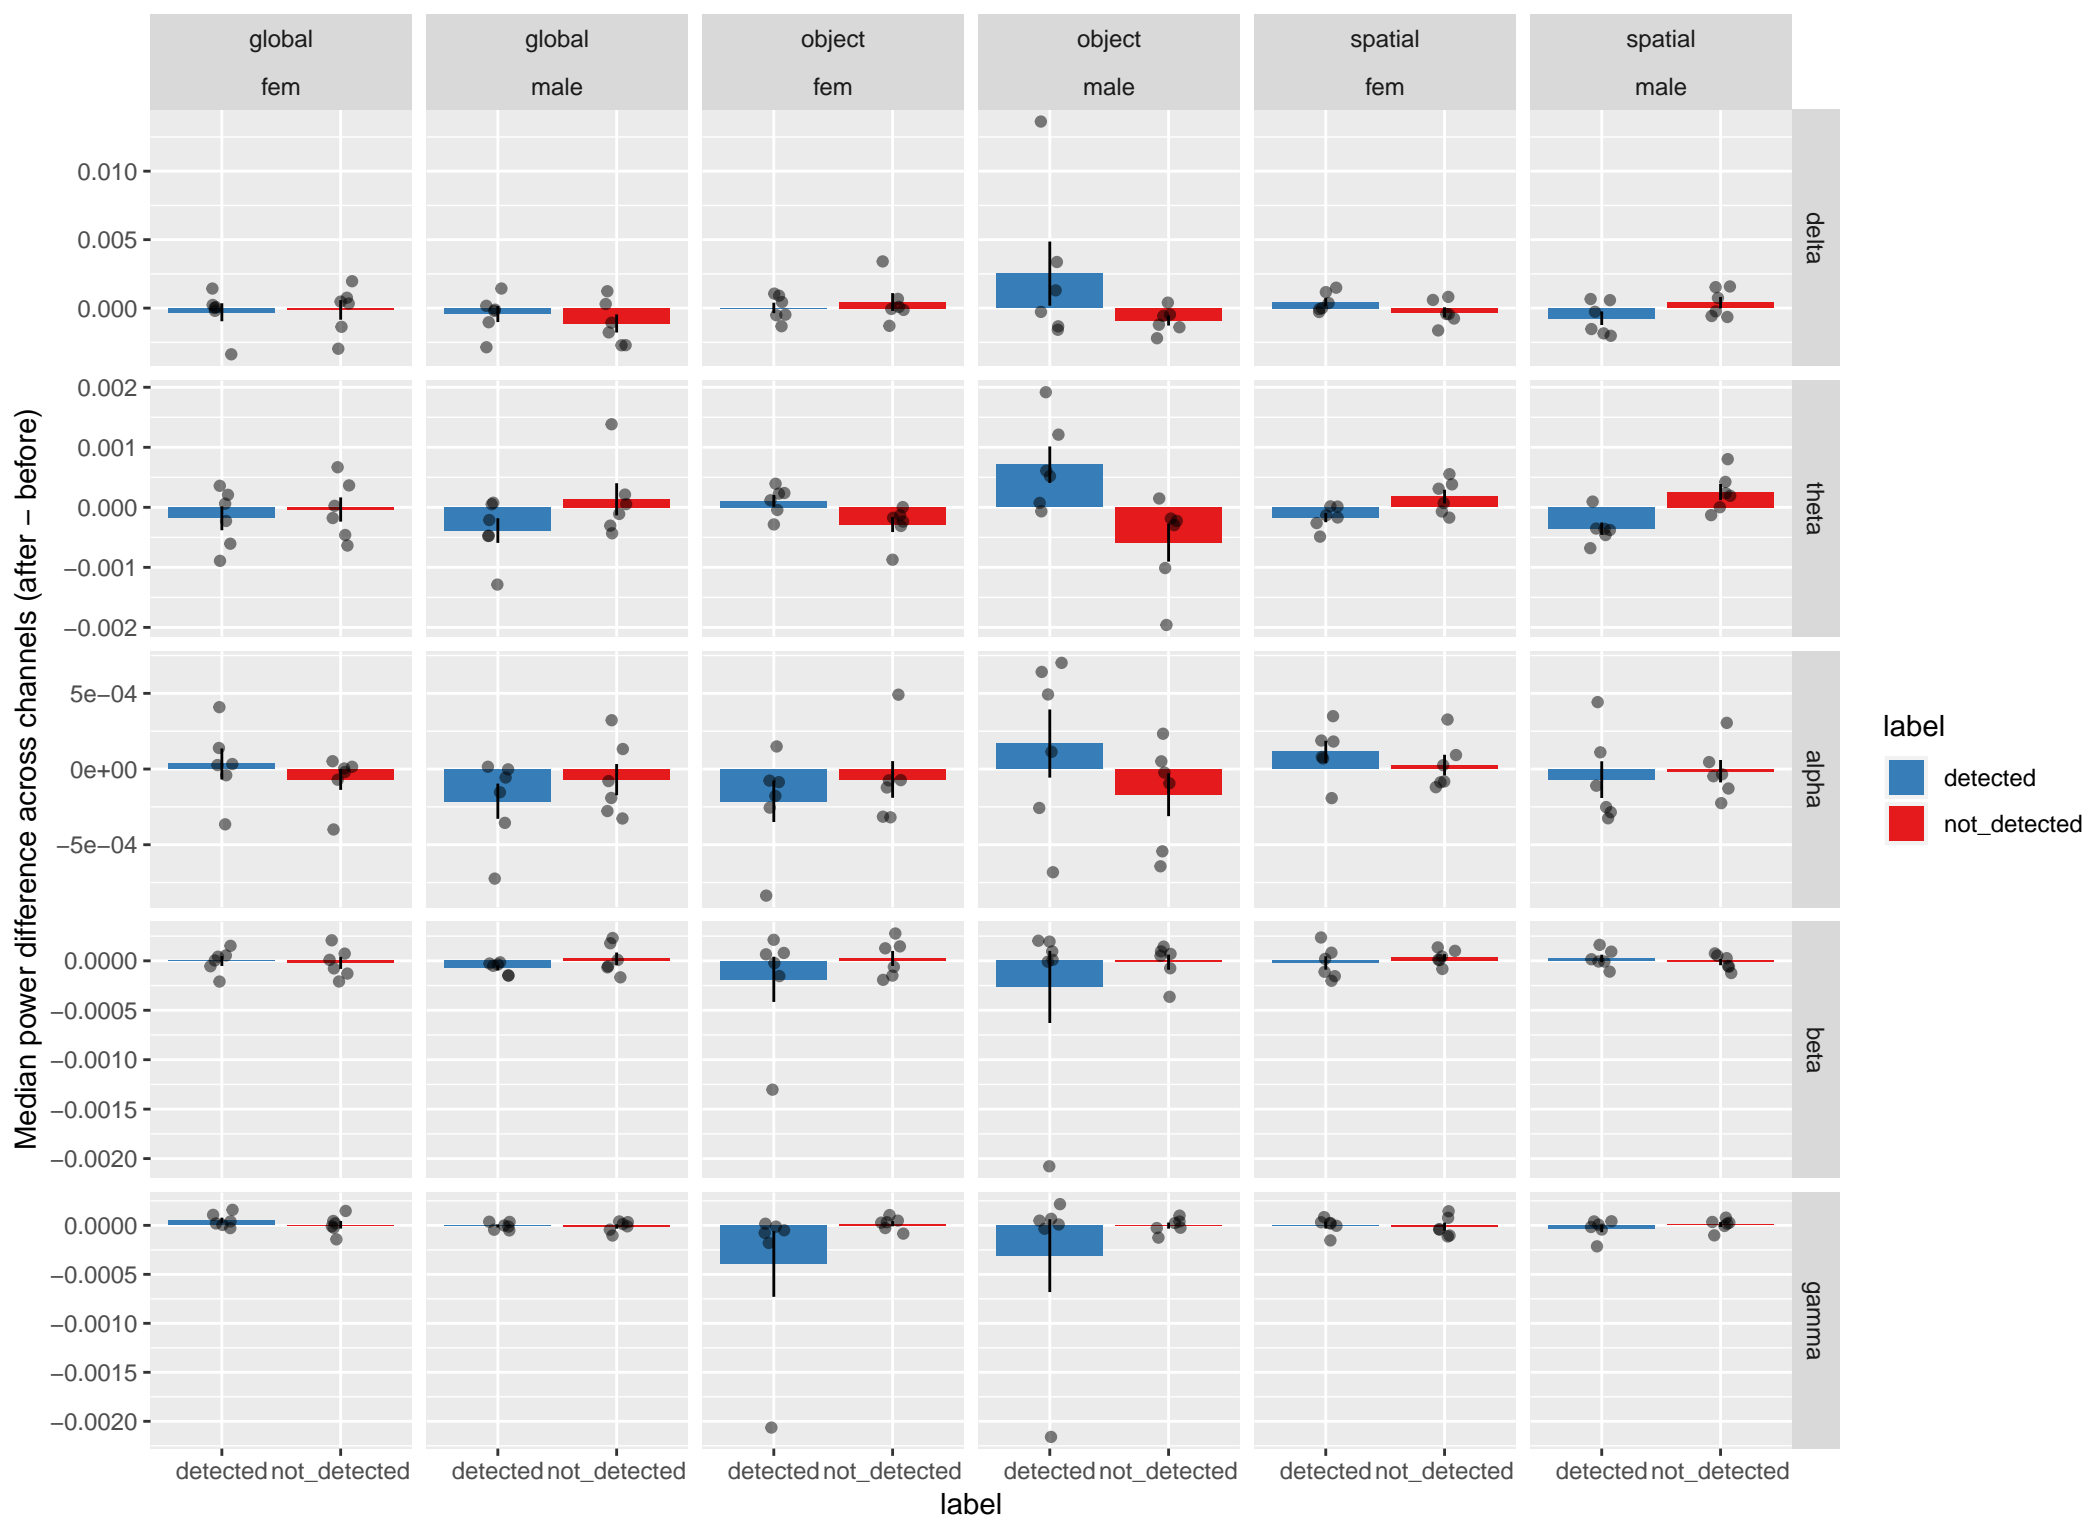 global global object object spatial spatial
fem male fem male fem male
0.010
0.005
0.000
delta
0.002
0.001
0.000
−0.001
−0.002
theta
5e−04
0e+00
−5e−04
alpha
0.0000
−0.0005
−0.0010
−0.0015
−0.0020
beta
0.0000
−0.0005
−0.0010
−0.0015
−0.0020
gamma
detected not_detected detected not_detected detected not_detected detected not_detected detected not_detected detected not_detected
label
Median power difference across channels (after − before)
label
detected
not_detected